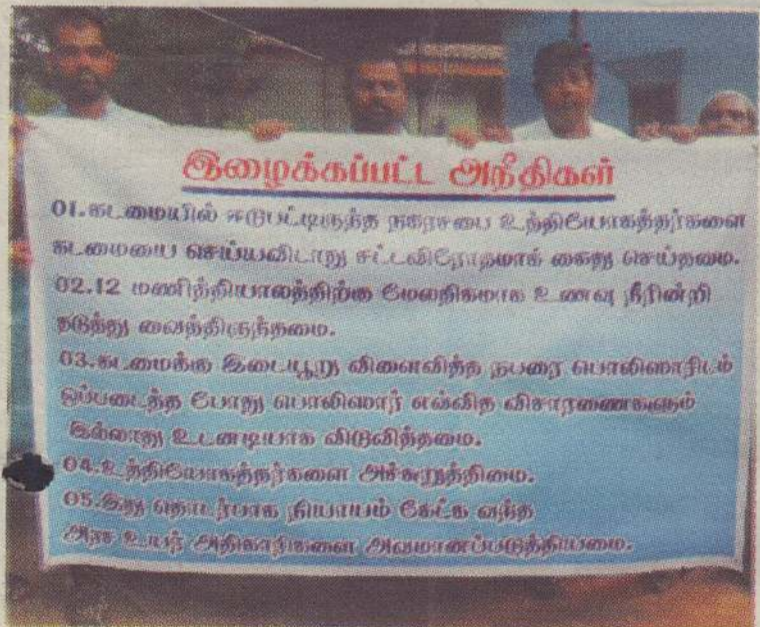 இழைக்கப்பட்ட அநீதிகள்
01.கடமையில் ஈடுபட்டிருந்த நகரசபை உத்தியோகத்தர்களை
கடமையை செய்யவிடாது சட்டவிரோதமாக் கைது செய்தமை.
02.12 மணித்தியாலத்திற்கு மேலதிகமாக உணவு நீரின்றி
தடுத்து வைத்திருந்தமை.
03.கடமைக்கு இடையூறு விளைவித்த நபரை பொலிஸாரிடம்
ஒப்படைத்த போது பொலிஸார் எவ்வித விசாரணைகளும்
இல்லாது உடனடியாக விடுவித்தமை.
04.உத்தியோகத்தர்களை அச்சுறுத்திமை.
05.இது தொடர்பாக நியாயம் கேட்க வந்த
அரச உயர் அதிகாரிகளை அவமானப்படுத்தியமை.